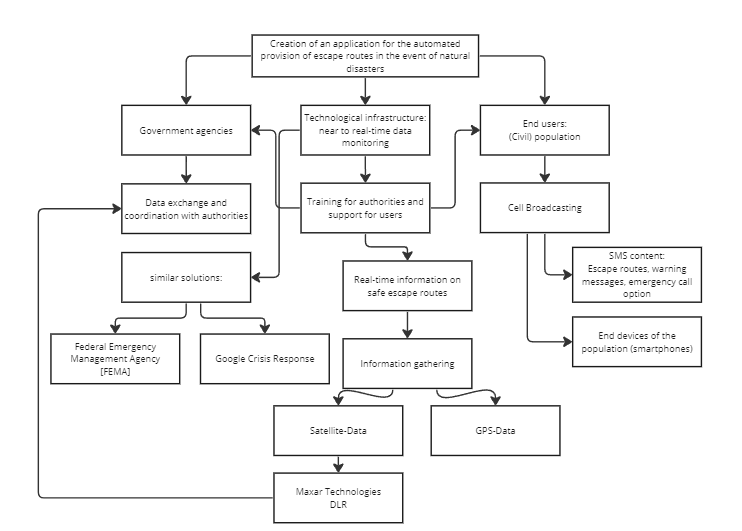 Creation of an application for the automated
provision of escape routes in the event of natural
disasters
Government agencies
Technological infrastructure:
near to real-time data
monitoring
End users:
(Civil) population
Data exchange and
coordination with authorities
Training for authorities and
support for users
Cell Broadcasting
similar solutions:
Real-time information on
safe escape routes
SMS content:
Escape routes, warning
messages, emergency call
option
Federal Emergency
Management Agency
[FEMA]
Google Crisis Response
Information gathering
End devices of the
population (smartphones)
Satellite-Data
GPS-Data
Maxar Technologies
DLR